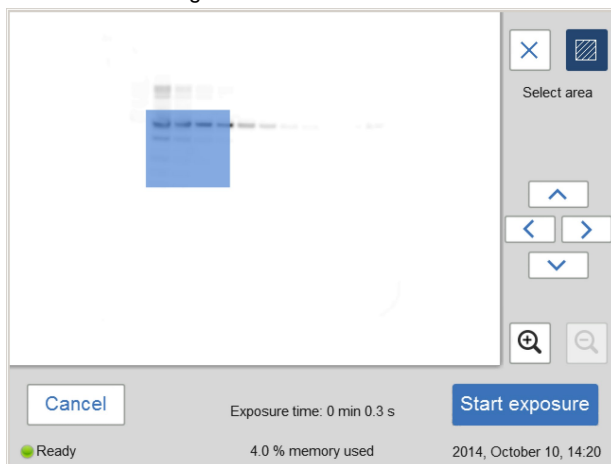 Select area
Cancel
Exposure time: 0 min 0.3 s
Start exposure
Ready
4.0 % memory used
2014, October 10, 14:20